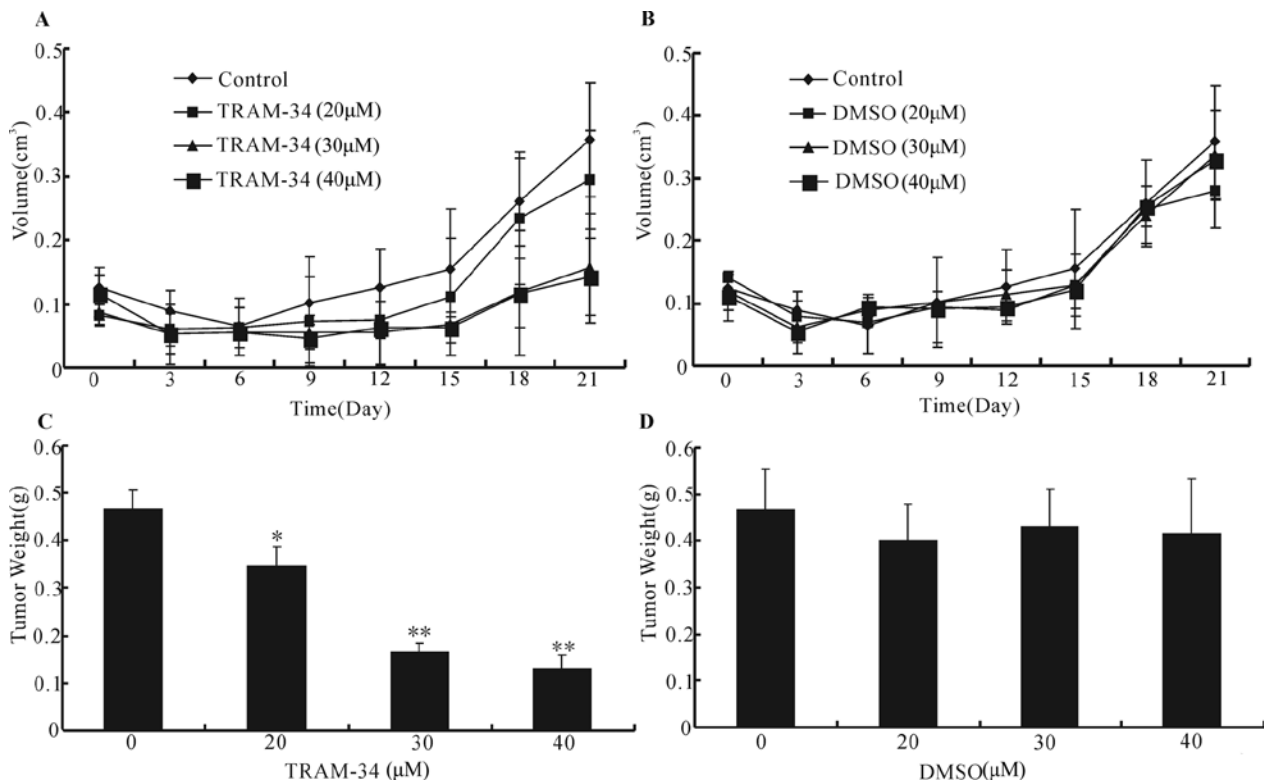 A
Volume(cm³)
0.5
0.4
0.3
0.2
0.1
0
Control
TRAM-34 (20μM)
TRAM-34 (30μM)
TRAM-34 (40μM)
0 3 6 9 12 15 18 21
Time(Day)
B
Volume(cm³)
0.5
0.4
0.3
0.2
0.1
0
Control
DMSO (20μM)
DMSO (30μM)
DMSO (40μM)
0 3 6 9 12 15 18 21
Time(Day)
C
Tumor Weight(g)
0.6
0.5
0.4
0.3
0.2
0.1
0
*
**
**
0 20 30 40
TRAM-34 (μM)
D
Tumor Weight(g)
0.6
0.5
0.4
0.3
0.2
0.1
0
0 20 30 40
DMSO(μM)